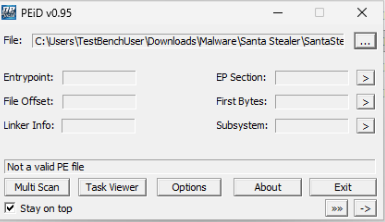 PEiD v0.95
File: C:\Users\TestBenchUser\Downloads\Malware\Santa Stealer\SantaSte ...
Entrypoint: EP Section: >
File Offset: First Bytes: >
Linker Info: Subsystem: >
Not a valid PE file
Multi Scan Task Viewer Options About Exit
Stay on top »» ->